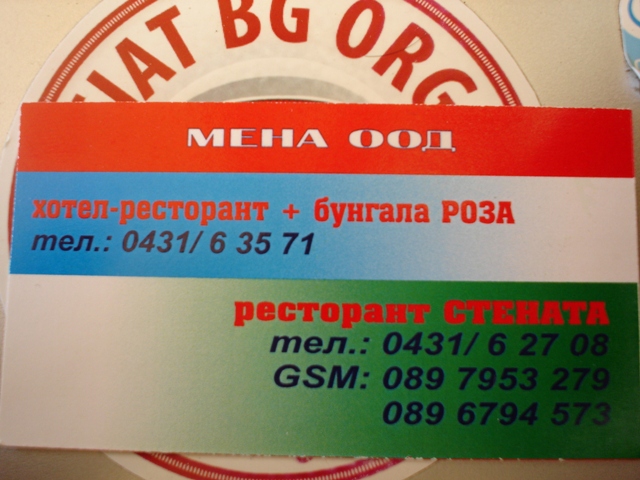 FIAT BG ORG
МЕНА ООД
хотел-ресторант + бунгала РОЗА
тел.: 0431/ 6 35 71
ресторант СТЕНАТА
тел.: 0431/ 6 27 08
GSM: 089 7953 279
089 6794 573